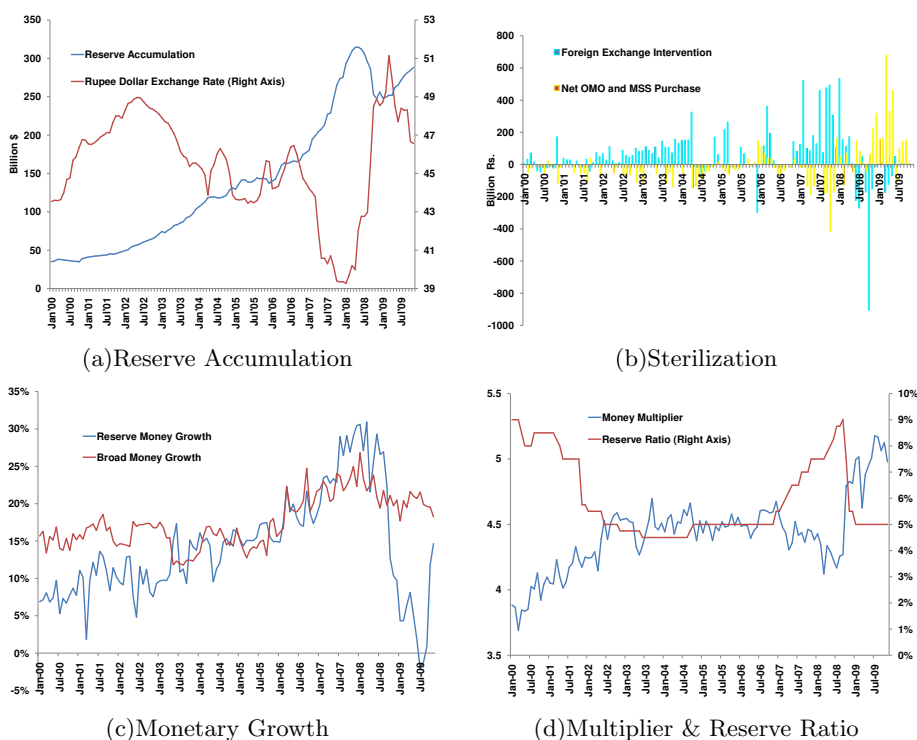 350
300
250
200
150
100
50
0
Billion $
Reserve Accumulation
Rupee Dollar Exchange Rate (Right Axis)
53
51
49
47
45
43
41
39
Jan'00
Jul'00
Jan'01
Jul'01
Jan'02
Jul'02
Jan'03
Jul'03
Jan'04
Jul'04
Jan'05
Jul'05
Jan'06
Jul'06
Jan'07
Jul'07
Jan'08
Jul'08
Jan'09
Jul'09
(a)Reserve Accumulation
800
600
400
200
0
-200
-400
-600
-800
-1000
Billion Rs.
Foreign Exchange Intervention
Net OMO and MSS Purchase
Jan'00
Jul'00
Jan'01
Jul'01
Jan'02
Jul'02
Jan'03
Jul'03
Jan'04
Jul'04
Jan'05
Jul'05
Jan'06
Jul'06
Jan'07
Jul'07
Jan'08
Jul'08
Jan'09
Jul'09
(b)Sterilization
35%
30%
25%
20%
15%
10%
5%
0%
-5%
Reserve Money Growth
Broad Money Growth
Jan-00
Jul-00
Jan-01
Jul-01
Jan-02
Jul-02
Jan-03
Jul-03
Jan-04
Jul-04
Jan-05
Jul-05
Jan-06
Jul-06
Jan-07
Jul-07
Jan-08
Jul-08
Jan-09
Jul-09
(c)Monetary Growth
5.5
5
4.5
4
3.5
Money Multiplier
Reserve Ratio (Right Axis)
10%
9%
8%
7%
6%
5%
4%
3%
2%
1%
0%
Jan-00
Jul-00
Jan-01
Jul-01
Jan-02
Jul-02
Jan-03
Jul-03
Jan-04
Jul-04
Jan-05
Jul-05
Jan-06
Jul-06
Jan-07
Jul-07
Jan-08
Jul-08
Jan-09
Jul-09
(d)Multiplier & Reserve Ratio